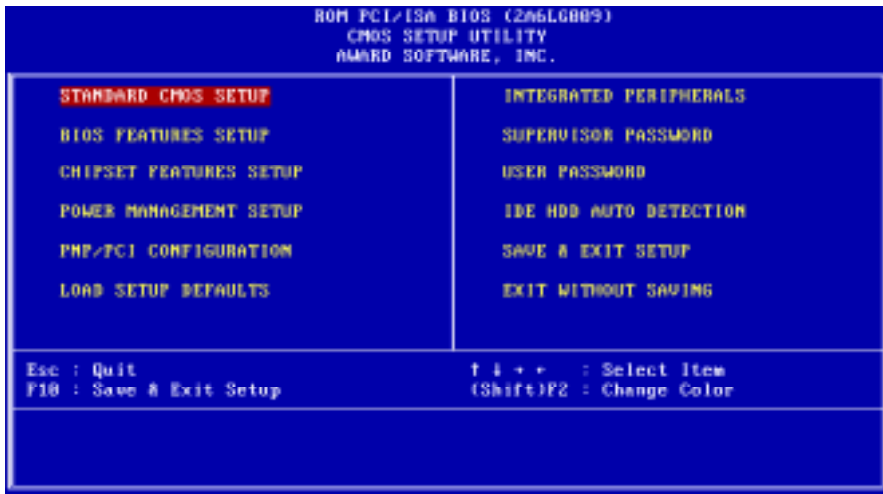 ROM PCI/ISA BIOS (2A6LG009)
CMOS SETUP UTILITY
AWARD SOFTWARE, INC.
STANDARD CMOS SETUP
BIOS FEATURES SETUP
CHIPSET FEATURES SETUP
POWER MANAGEMENT SETUP
PNP/PCI CONFIGURATION
LOAD SETUP DEFAULTS
INTEGRATED PERIPHERALS
SUPERVISOR PASSWORD
USER PASSWORD
IDE HDD AUTO DETECTION
SAVE & EXIT SETUP
EXIT WITHOUT SAVING
Esc : Quit
F10 : Save & Exit Setup
↑ ↓ → ← : Select Item
(Shift)F2 : Change Color